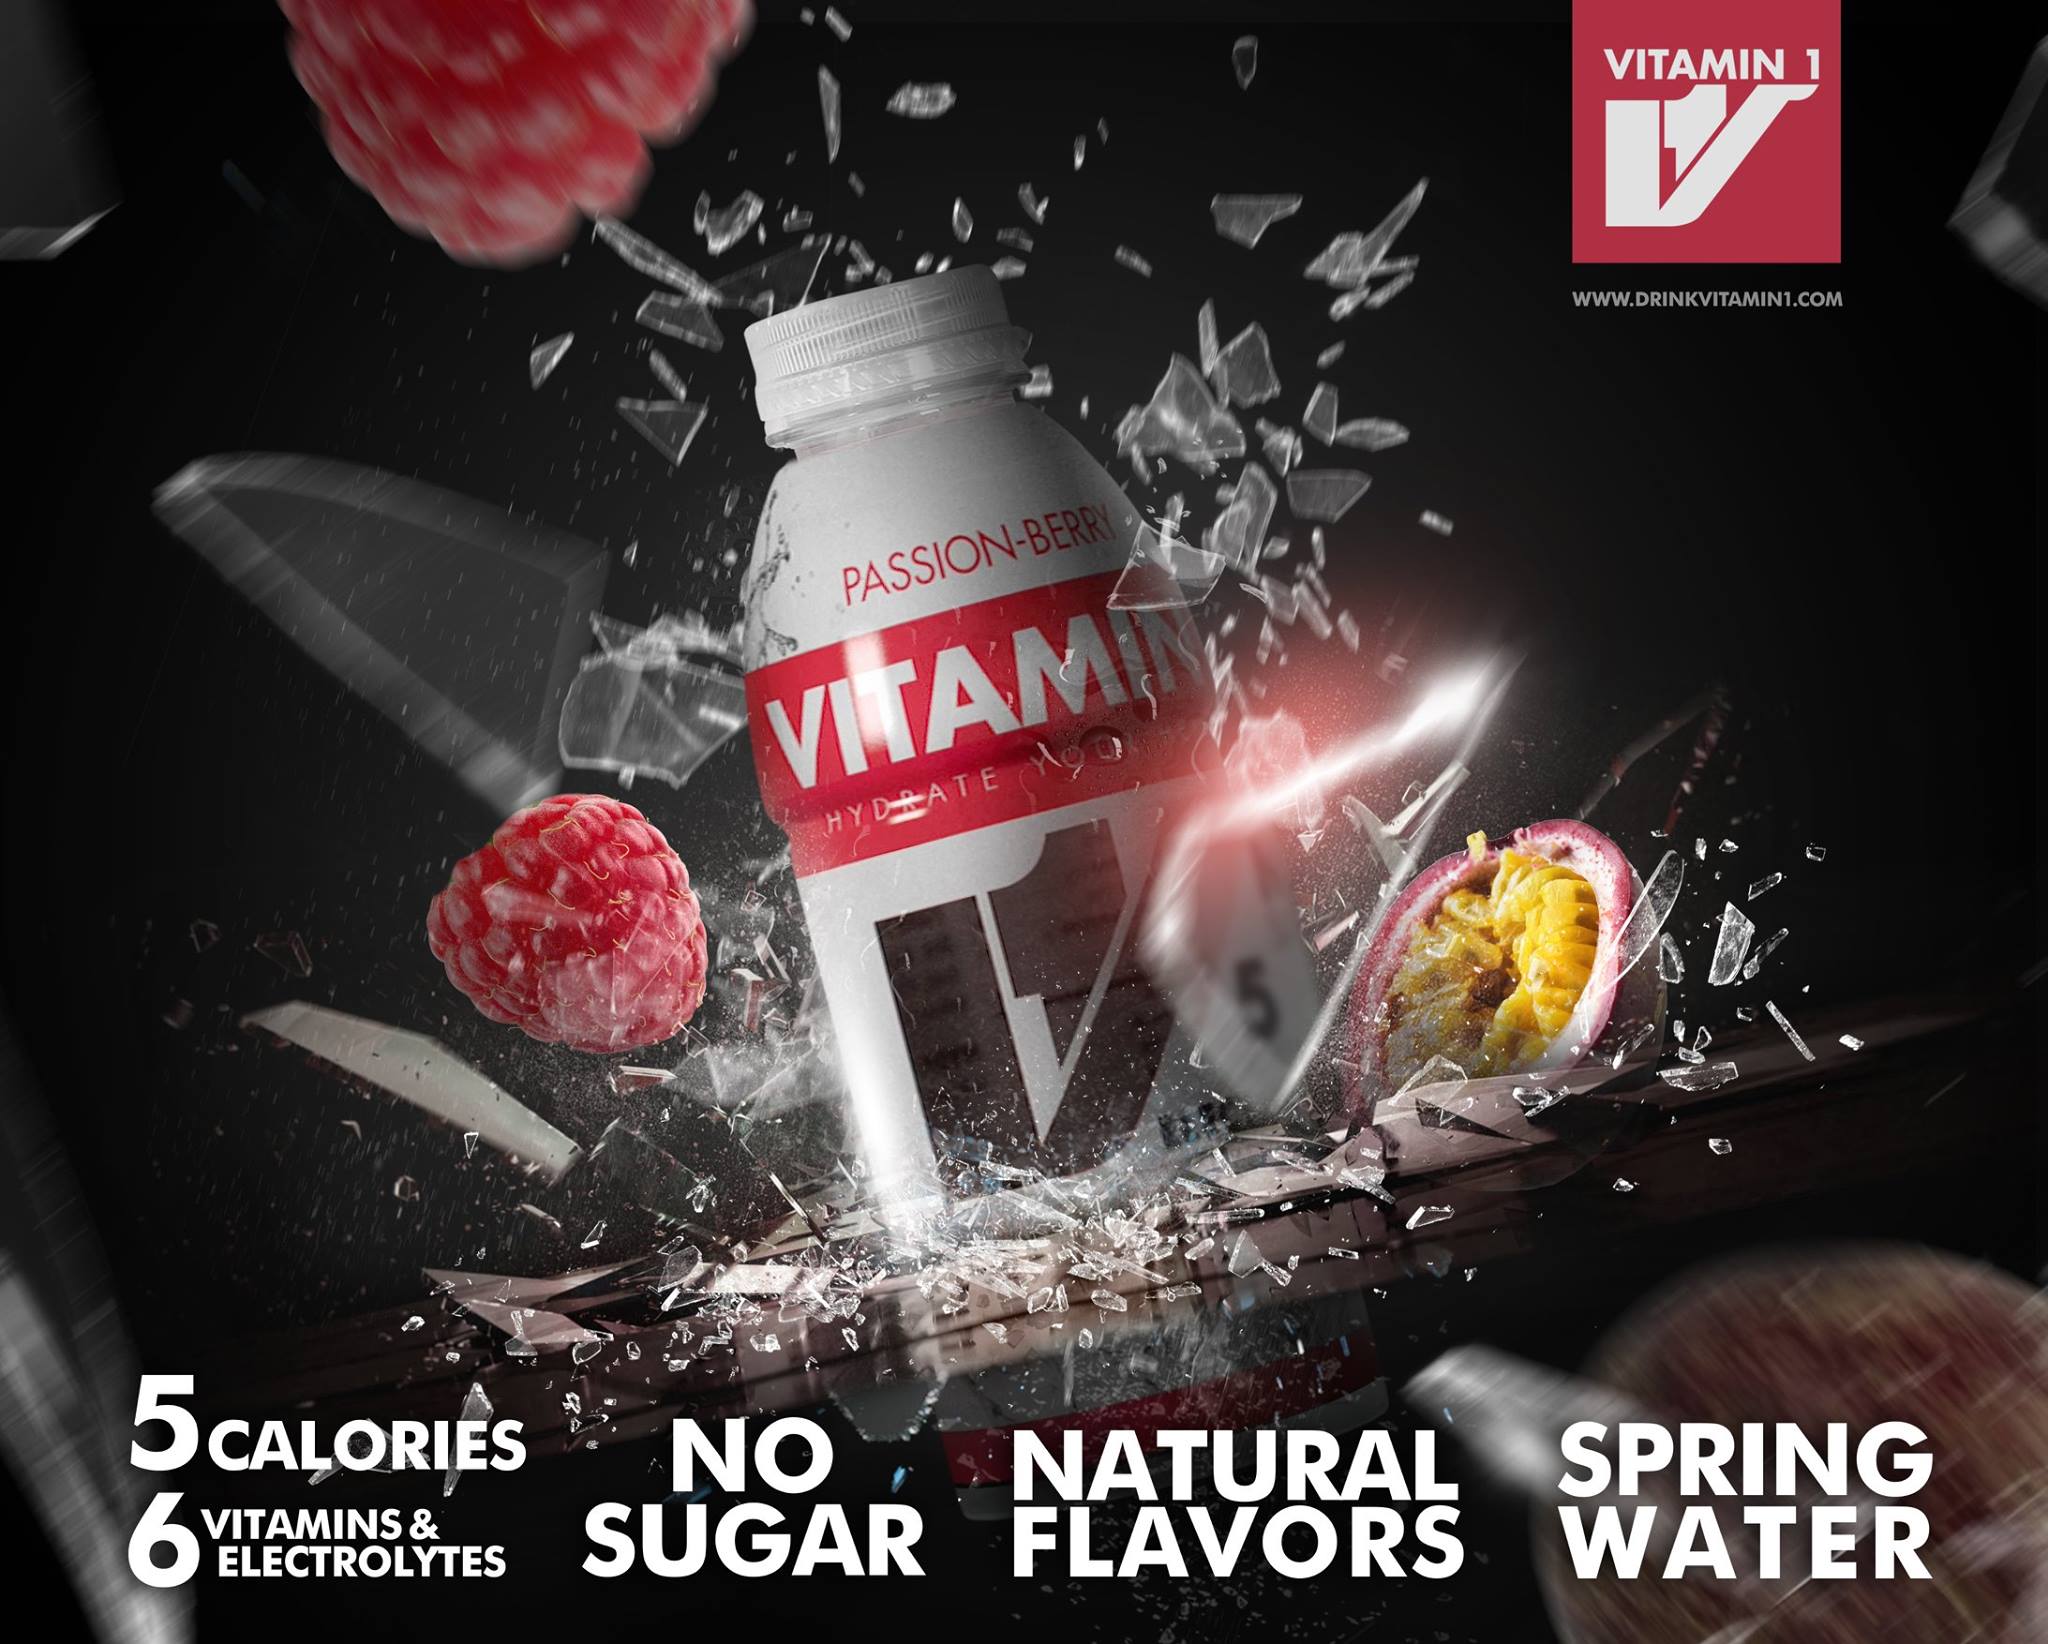 VITAMIN 1
WWW.DRINKVITAMIN1.COM
PASSION-BERRY
VITAMIN
HYDRATE
5
5 CALORIES
6 VITAMINS &
ELECTROLYTES
NO
SUGAR
NATURAL
FLAVORS
SPRING
WATER